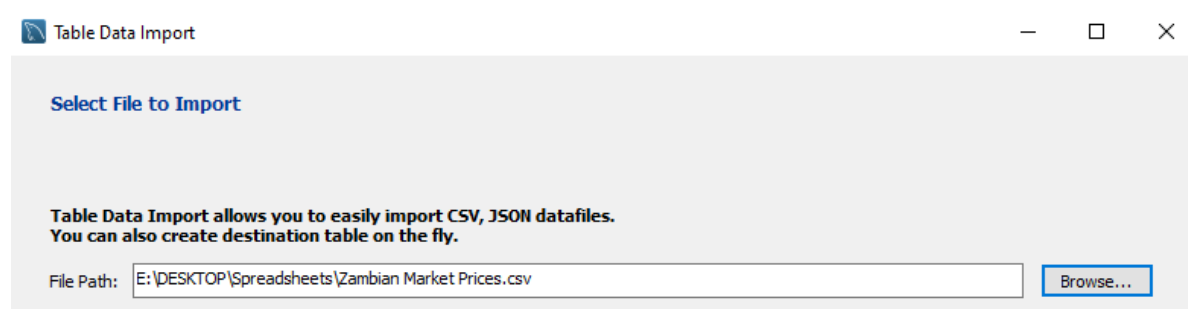 Table Data Import
Select File to Import
Table Data Import allows you to easily import CSV, JSON datafiles.
You can also create destination table on the fly.
File Path: E:\DESKTOP\Spreadsheets\Zambian Market Prices.csv Browse...